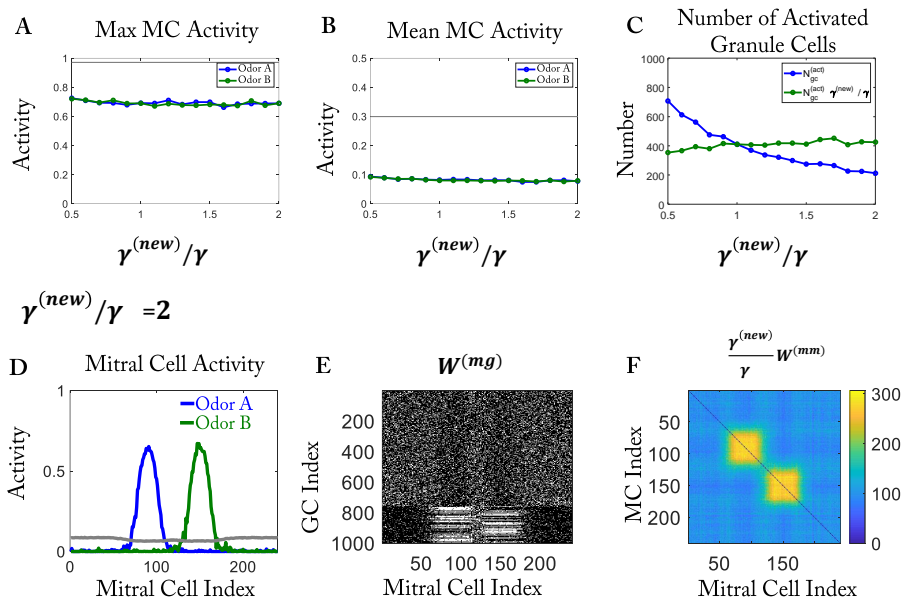 A
Max MC Activity
Activity
1
0.8
0.6
0.4
0.2
0
0.5
1
1.5
2
Odor A
Odor B
γ(new)/γ
B
Mean MC Activity
Activity
0.5
0.4
0.3
0.2
0.1
0
0.5
1
1.5
2
Odor A
Odor B
γ(new)/γ
C
Number of Activated
Granule Cells
Number
1000
800
600
400
200
0
0.5
1
1.5
2
N(act)gc
N(act)gc γ(new) / γ
γ(new)/γ
γ(new)/γ =2
D
Mitral Cell Activity
Activity
1
0.5
0
0
100
200
Odor A
Odor B
Mitral Cell Index
E
W(mg)
GC Index
200
400
600
800
1000
50
100
150
200
Mitral Cell Index
F
γ(new)/γ W(mm)
MC Index
50
100
150
200
50
150
300
200
100
0
Mitral Cell Index